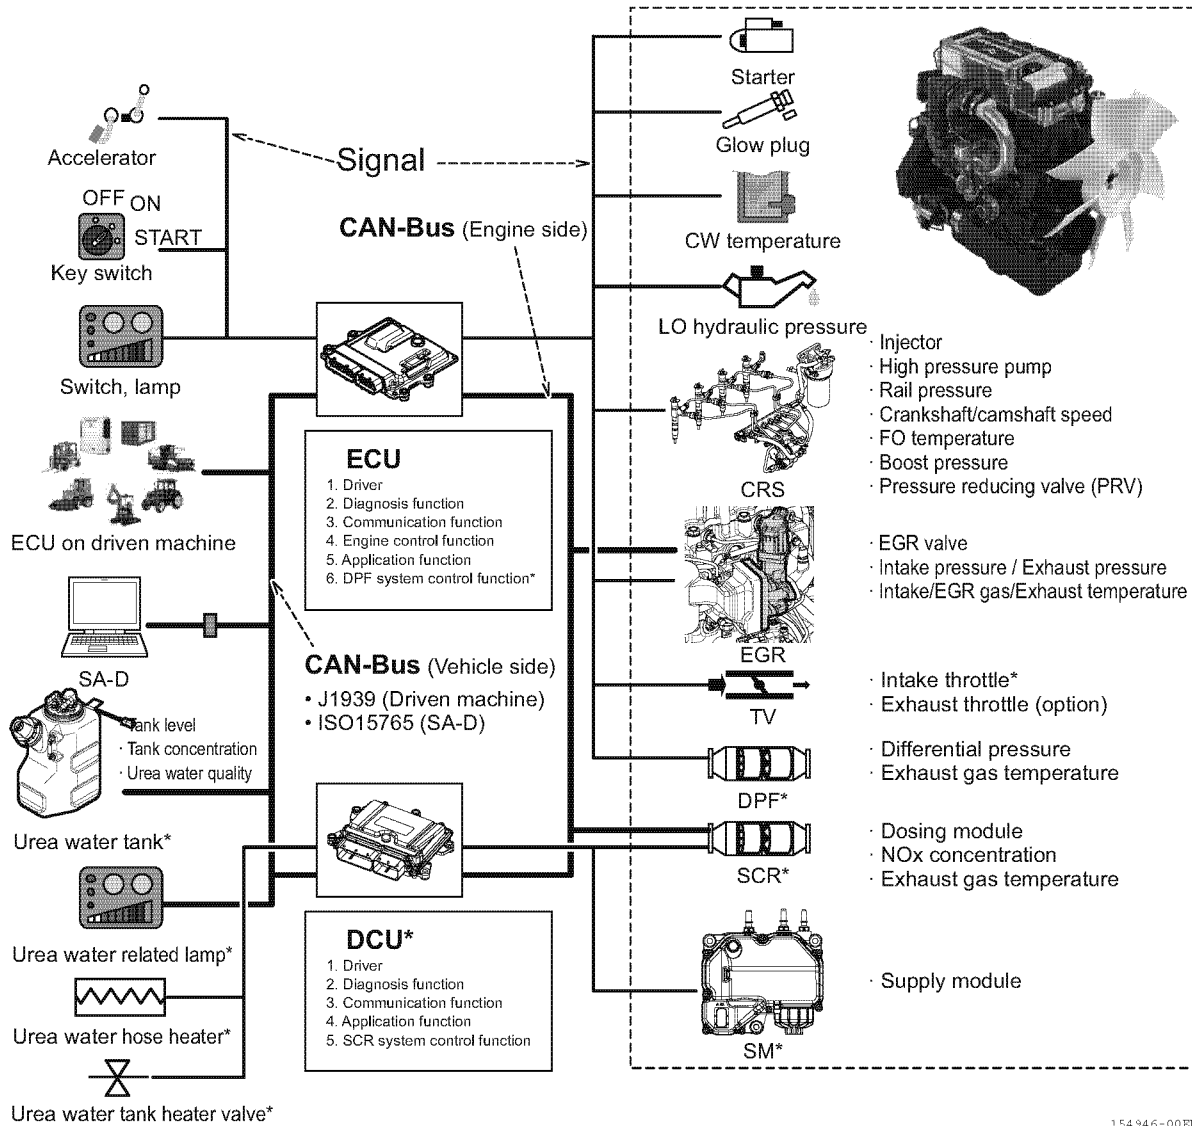 Accelerator
OFF ON
START
Key switch
Switch, lamp
ECU on driven machine
SA-D
Tank level
· Tank concentration
· Urea water quality
Urea water tank*
Urea water related lamp*
Urea water hose heater*
Urea water tank heater valve*
Signal
CAN-Bus (Engine side)
ECU
1. Driver
2. Diagnosis function
3. Communication function
4. Engine control function
5. Application function
6. DPF system control function*
CAN-Bus (Vehicle side)
• J1939 (Driven machine)
• ISO15765 (SA-D)
DCU*
1. Driver
2. Diagnosis function
3. Communication function
4. Application function
5. SCR system control function
Starter
Glow plug
CW temperature
LO hydraulic pressure
CRS
· Injector
· High pressure pump
· Rail pressure
· Crankshaft/camshaft speed
· FO temperature
· Boost pressure
· Pressure reducing valve (PRV)
EGR
· EGR valve
· Intake pressure / Exhaust pressure
· Intake/EGR gas/Exhaust temperature
TV
· Intake throttle*
· Exhaust throttle (option)
DPF*
· Differential pressure
· Exhaust gas temperature
SCR*
· Dosing module
· NOx concentration
· Exhaust gas temperature
SM*
· Supply module